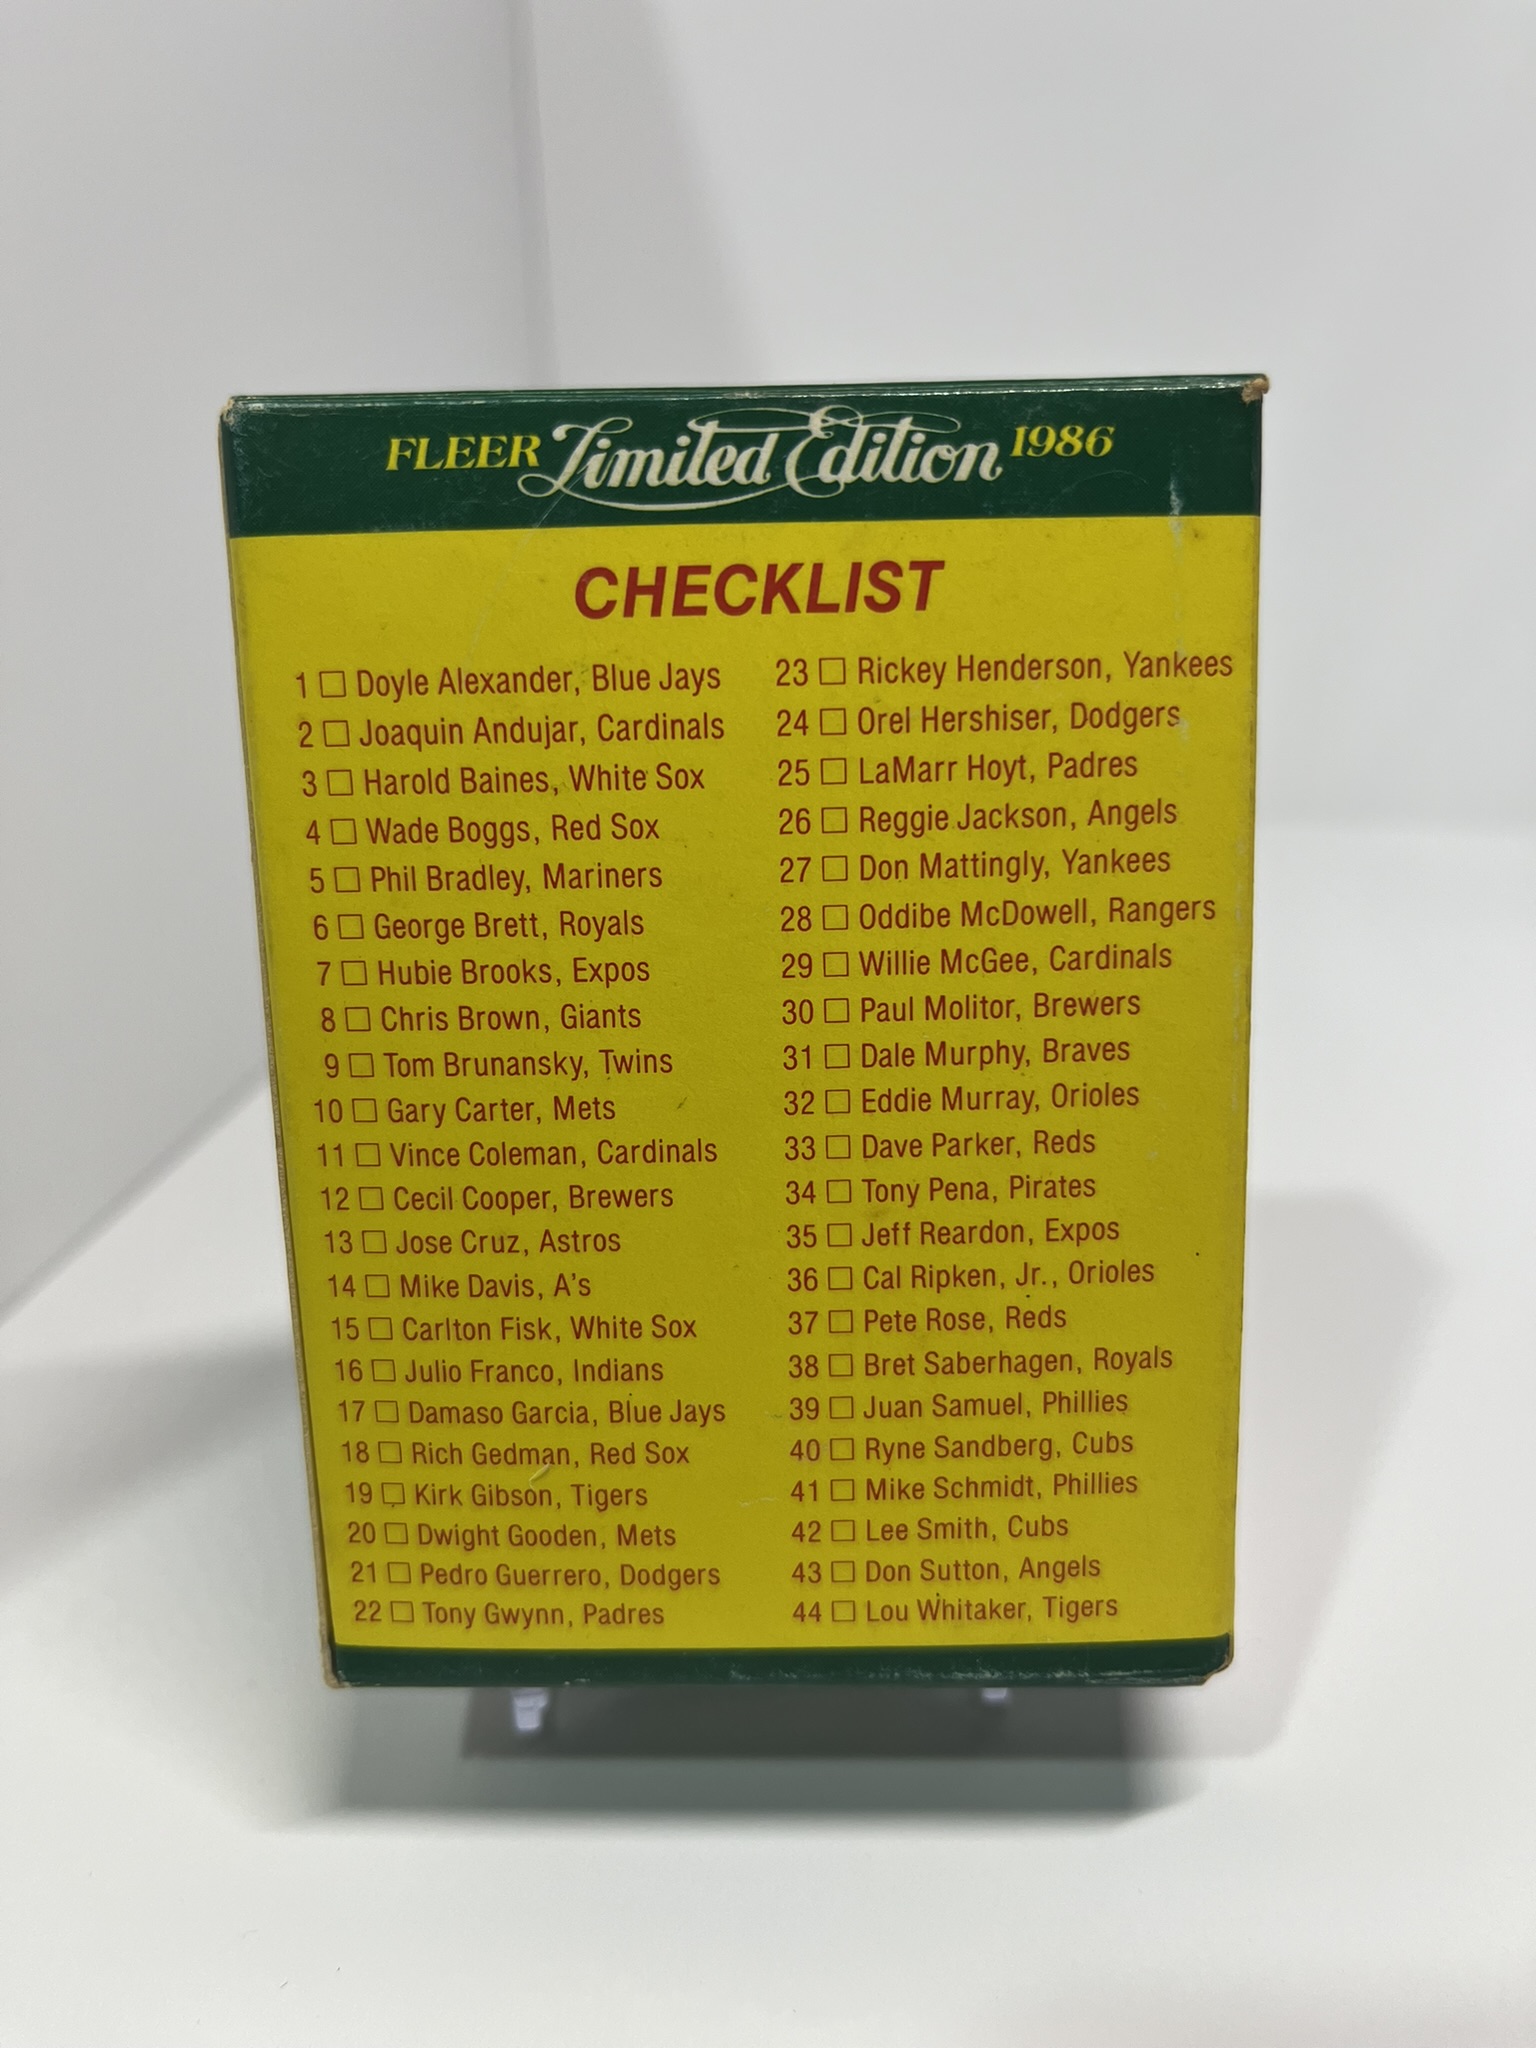 FLEER Limited Edition 1986
CHECKLIST
1 □ Doyle Alexander, Blue Jays
2 □ Joaquin Andujar, Cardinals
3 □ Harold Baines, White Sox
4 □ Wade Boggs, Red Sox
5 □ Phil Bradley, Mariners
6 □ George Brett, Royals
7 □ Hubie Brooks, Expos
8 □ Chris Brown, Giants
9 □ Tom Brunansky, Twins
10 □ Gary Carter, Mets
11 □ Vince Coleman, Cardinals
12 □ Cecil Cooper, Brewers
13 □ Jose Cruz, Astros
14 □ Mike Davis, A's
15 □ Carlton Fisk, White Sox
16 □ Julio Franco, Indians
17 □ Damaso Garcia, Blue Jays
18 □ Rich Gedman, Red Sox
19 □ Kirk Gibson, Tigers
20 □ Dwight Gooden, Mets
21 □ Pedro Guerrero, Dodgers
22 □ Tony Gwynn, Padres
23 □ Rickey Henderson, Yankees
24 □ Orel Hershiser, Dodgers
25 □ LaMarr Hoyt, Padres
26 □ Reggie Jackson, Angels
27 □ Don Mattingly, Yankees
28 □ Oddibe McDowell, Rangers
29 □ Willie McGee, Cardinals
30 □ Paul Molitor, Brewers
31 □ Dale Murphy, Braves
32 □ Eddie Murray, Orioles
33 □ Dave Parker, Reds
34 □ Tony Pena, Pirates
35 □ Jeff Reardon, Expos
36 □ Cal Ripken, Jr., Orioles
37 □ Pete Rose, Reds
38 □ Bret Saberhagen, Royals
39 □ Juan Samuel, Phillies
40 □ Ryne Sandberg, Cubs
41 □ Mike Schmidt, Phillies
42 □ Lee Smith, Cubs
43 □ Don Sutton, Angels
44 □ Lou Whitaker, Tigers